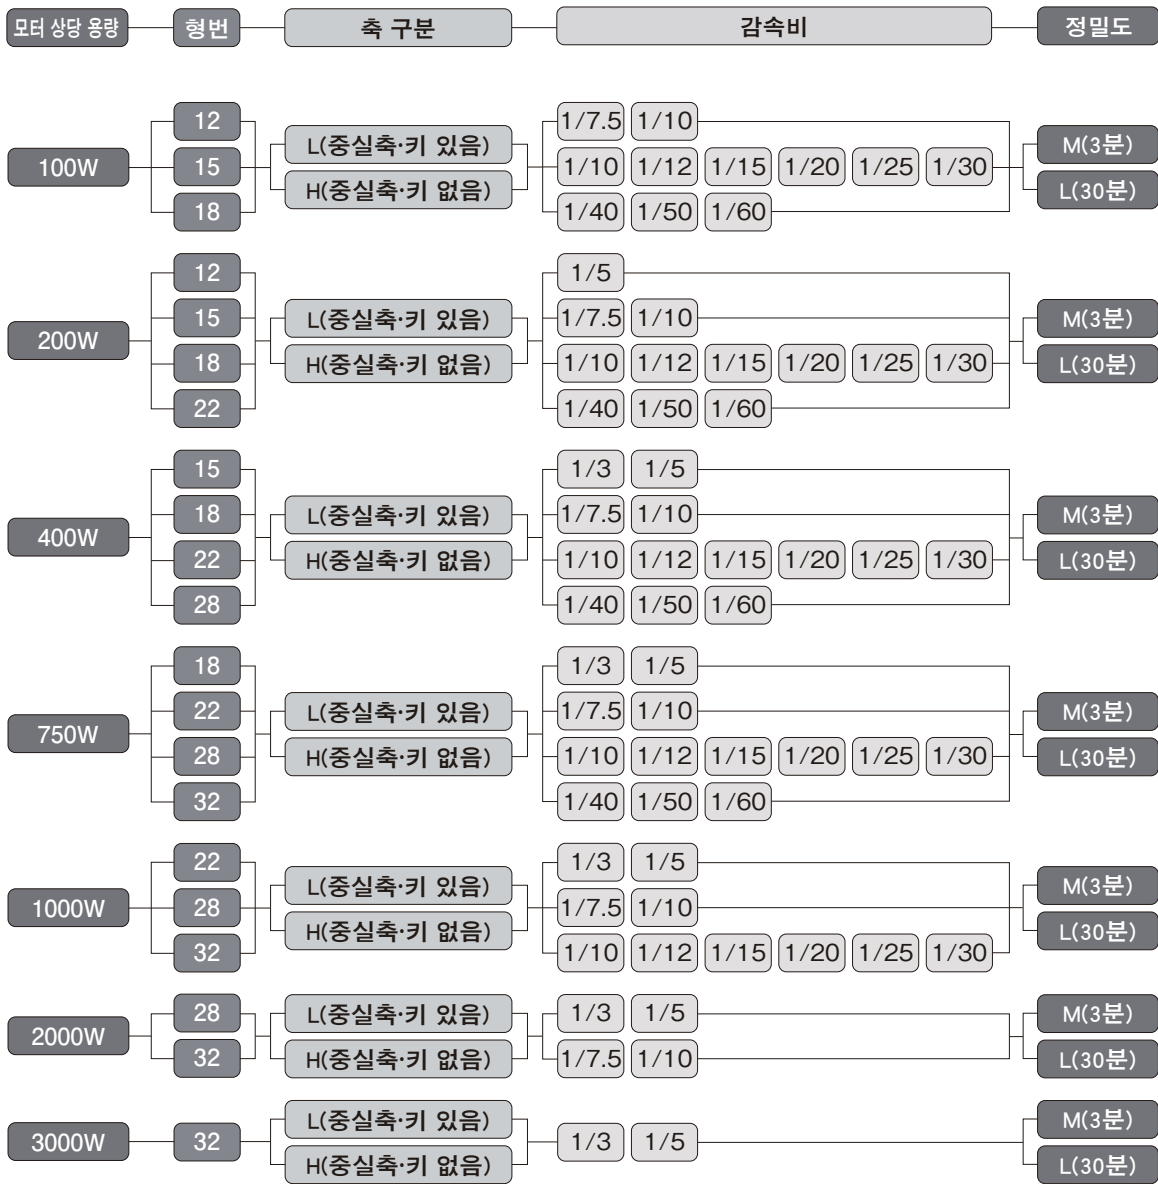 모터 상당 용량 형번 축 구분 감속비 정밀도
12 1/7.5 1/10
L(중실축·키 있음) M(3분)
100W 15 1/10 1/12 1/15 1/20 1/25 1/30
H(중실축·키 없음) L(30분)
18 1/40 1/50 1/60
12 1/5
15 L(중실축·키 있음) 1/7.5 1/10 M(3분)
200W
18 H(중실축·키 없음) 1/10 1/12 1/15 1/20 1/25 1/30 L(30분)
22 1/40 1/50 1/60
15 1/3 1/5
18 L(중실축·키 있음) 1/7.5 1/10 M(3분)
400W
22 H(중실축·키 없음) 1/10 1/12 1/15 1/20 1/25 1/30 L(30분)
28 1/40 1/50 1/60
18 1/3 1/5
22 L(중실축·키 있음) 1/7.5 1/10 M(3분)
750W
28 H(중실축·키 없음) 1/10 1/12 1/15 1/20 1/25 1/30 L(30분)
32 1/40 1/50 1/60
22 1/3 1/5
L(중실축·키 있음) M(3분)
1000W 28 1/7.5 1/10
H(중실축·키 없음) L(30분)
32 1/10 1/12 1/15 1/20 1/25 1/30
28 L(중실축·키 있음) 1/3 1/5 M(3분)
2000W
32 H(중실축·키 없음) 1/7.5 1/10 L(30분)
L(중실축·키 있음) M(3분)
3000W 32 1/3 1/5
H(중실축·키 없음) L(30분)